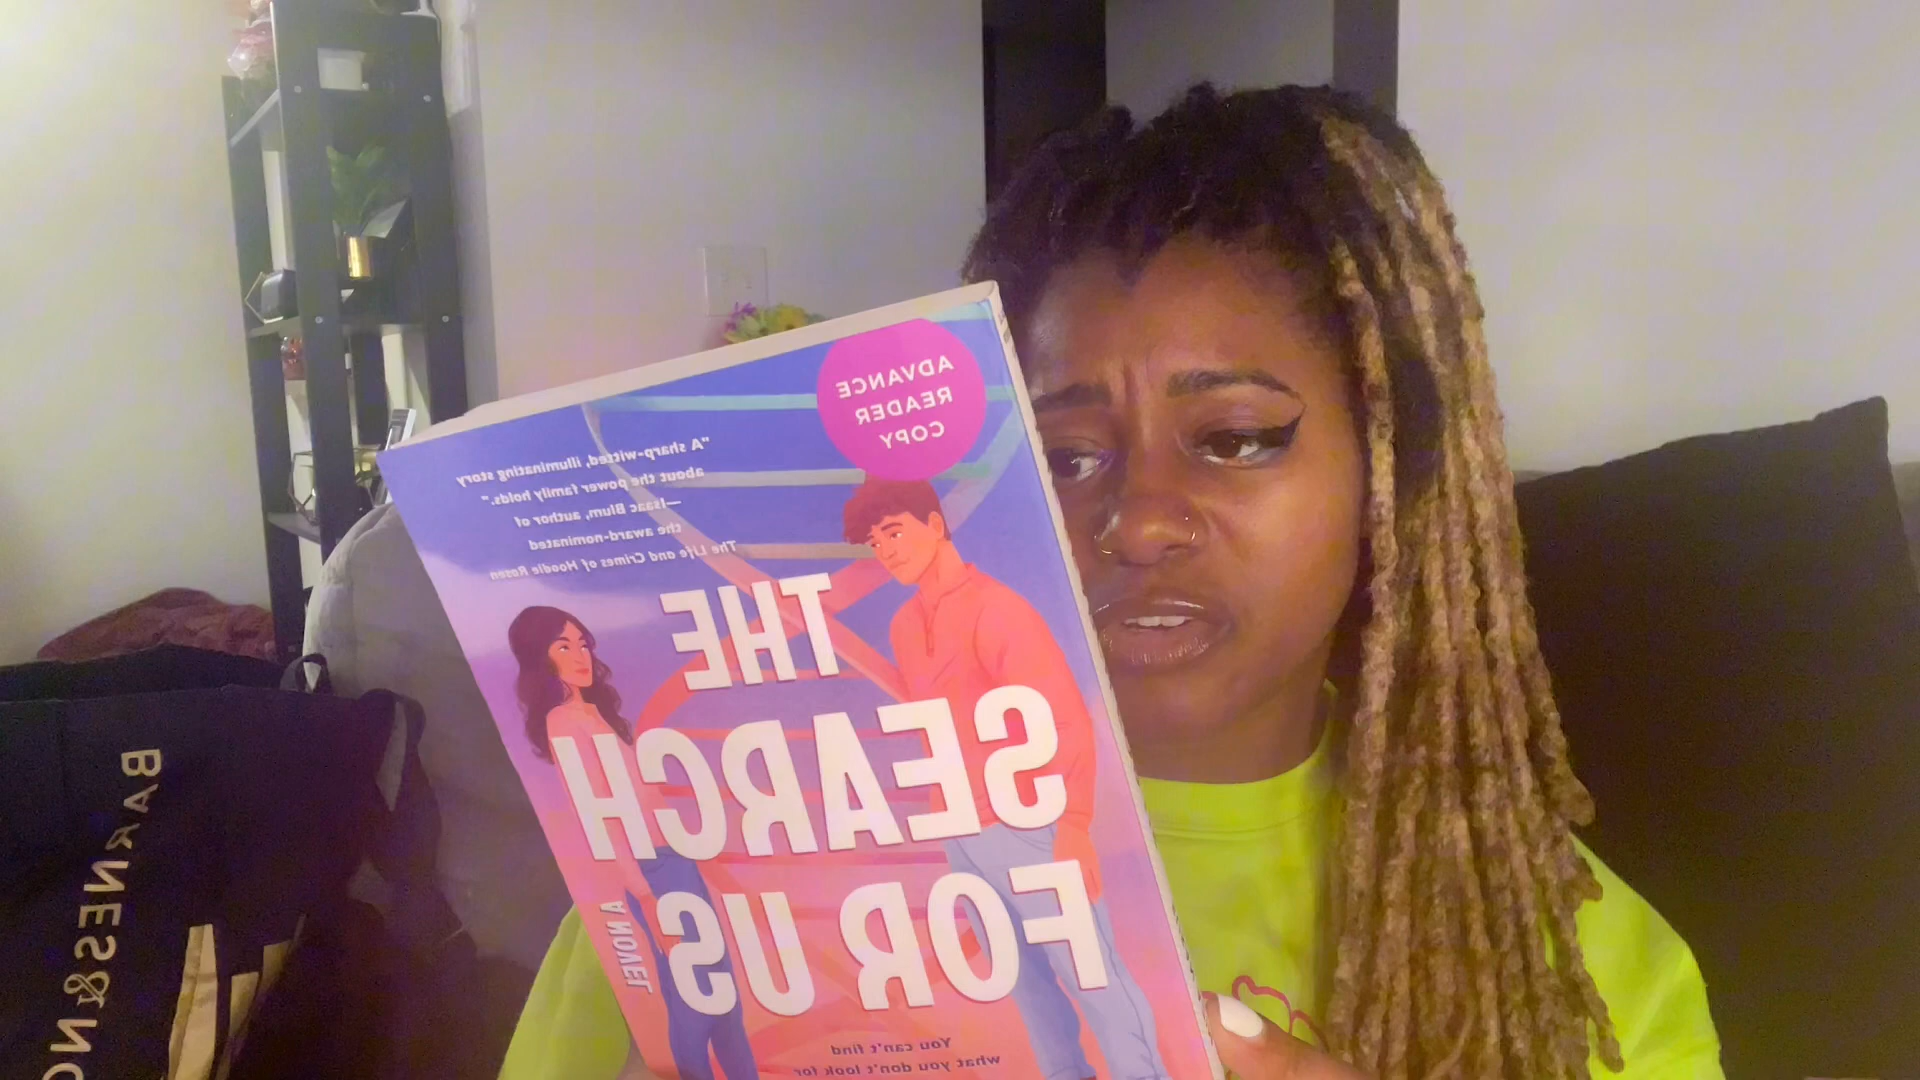 ADVANCE
READER
COPY
"A sharp-witted, illuminating story
about the power family holds."
—Isaac Blum, author of
the award-nominated
The Life and Crimes of Hoodie Rosen
THE
SEARCH
FOR US
A NOVEL
You can't find
what you don't look for
BARNES&NO